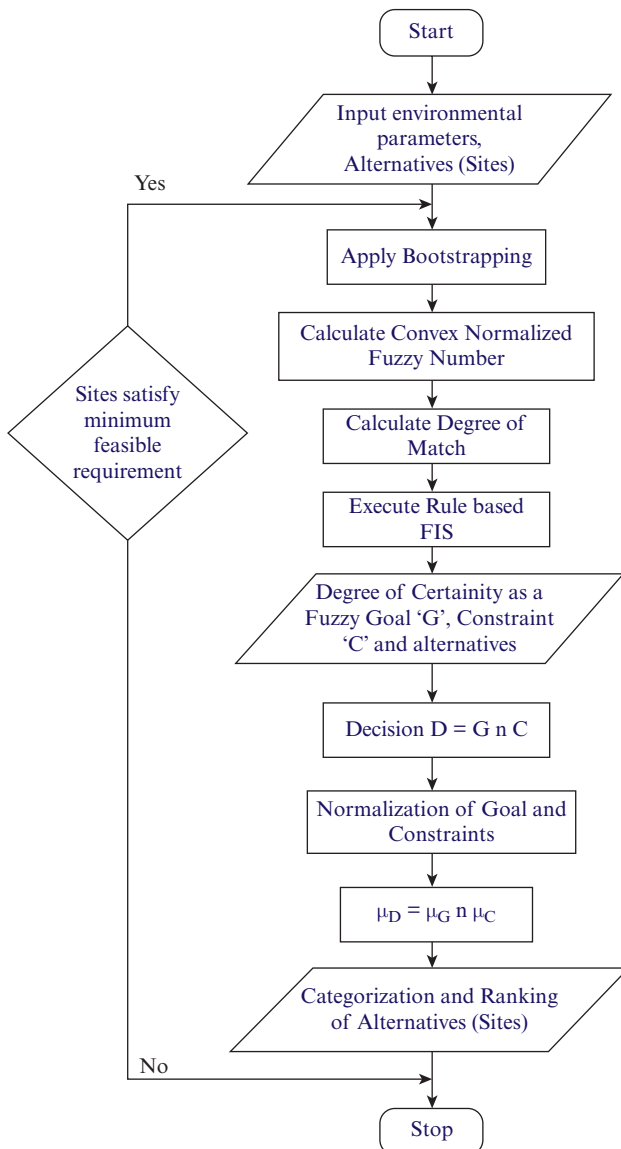 Start
Input environmental
parameters,
Alternatives (Sites)
Yes
Apply Bootstrapping
Calculate Convex Normalized
Fuzzy Number
Sites satisfy
minimum
feasible
requirement
Calculate Degree of
Match
Execute Rule based
FIS
Degree of Certainity as a
Fuzzy Goal ‘G’, Constraint
‘C’ and alternatives
Decision D = G n C
Normalization of Goal and
Constraints
μD = μG n μC
Categorization and Ranking
of Alternatives (Sites)
No
Stop